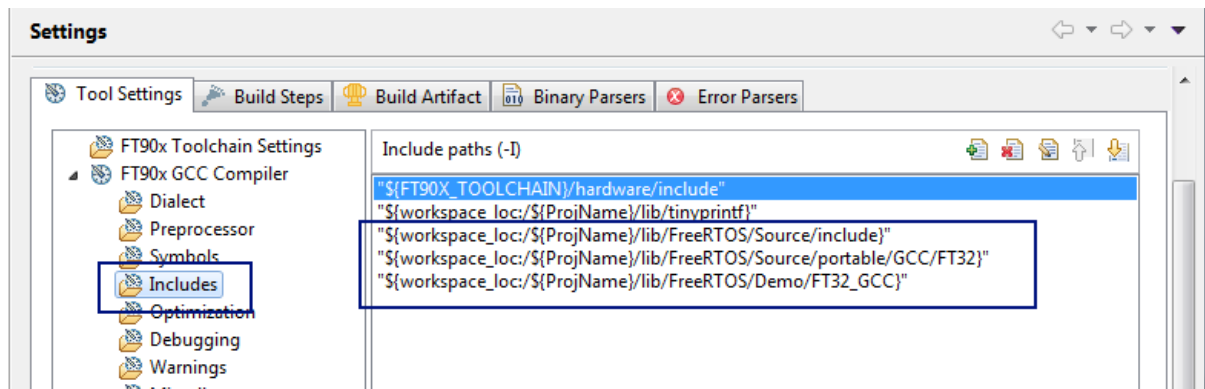 Settings
Tool Settings Build Steps Build Artifact Binary Parsers Error Parsers
FT90x Toolchain Settings
FT90x GCC Compiler
Dialect
Preprocessor
Symbols
Includes
Optimization
Debugging
Warnings
Include paths (-I)
"${FT90X_TOOLCHAIN}/hardware/include"
"${workspace_loc:/${ProjName}/lib/tinyprintf}"
"${workspace_loc:/${ProjName}/lib/FreeRTOS/Source/include}"
"${workspace_loc:/${ProjName}/lib/FreeRTOS/Source/portable/GCC/FT32}"
"${workspace_loc:/${ProjName}/lib/FreeRTOS/Demo/FT32_GCC}"